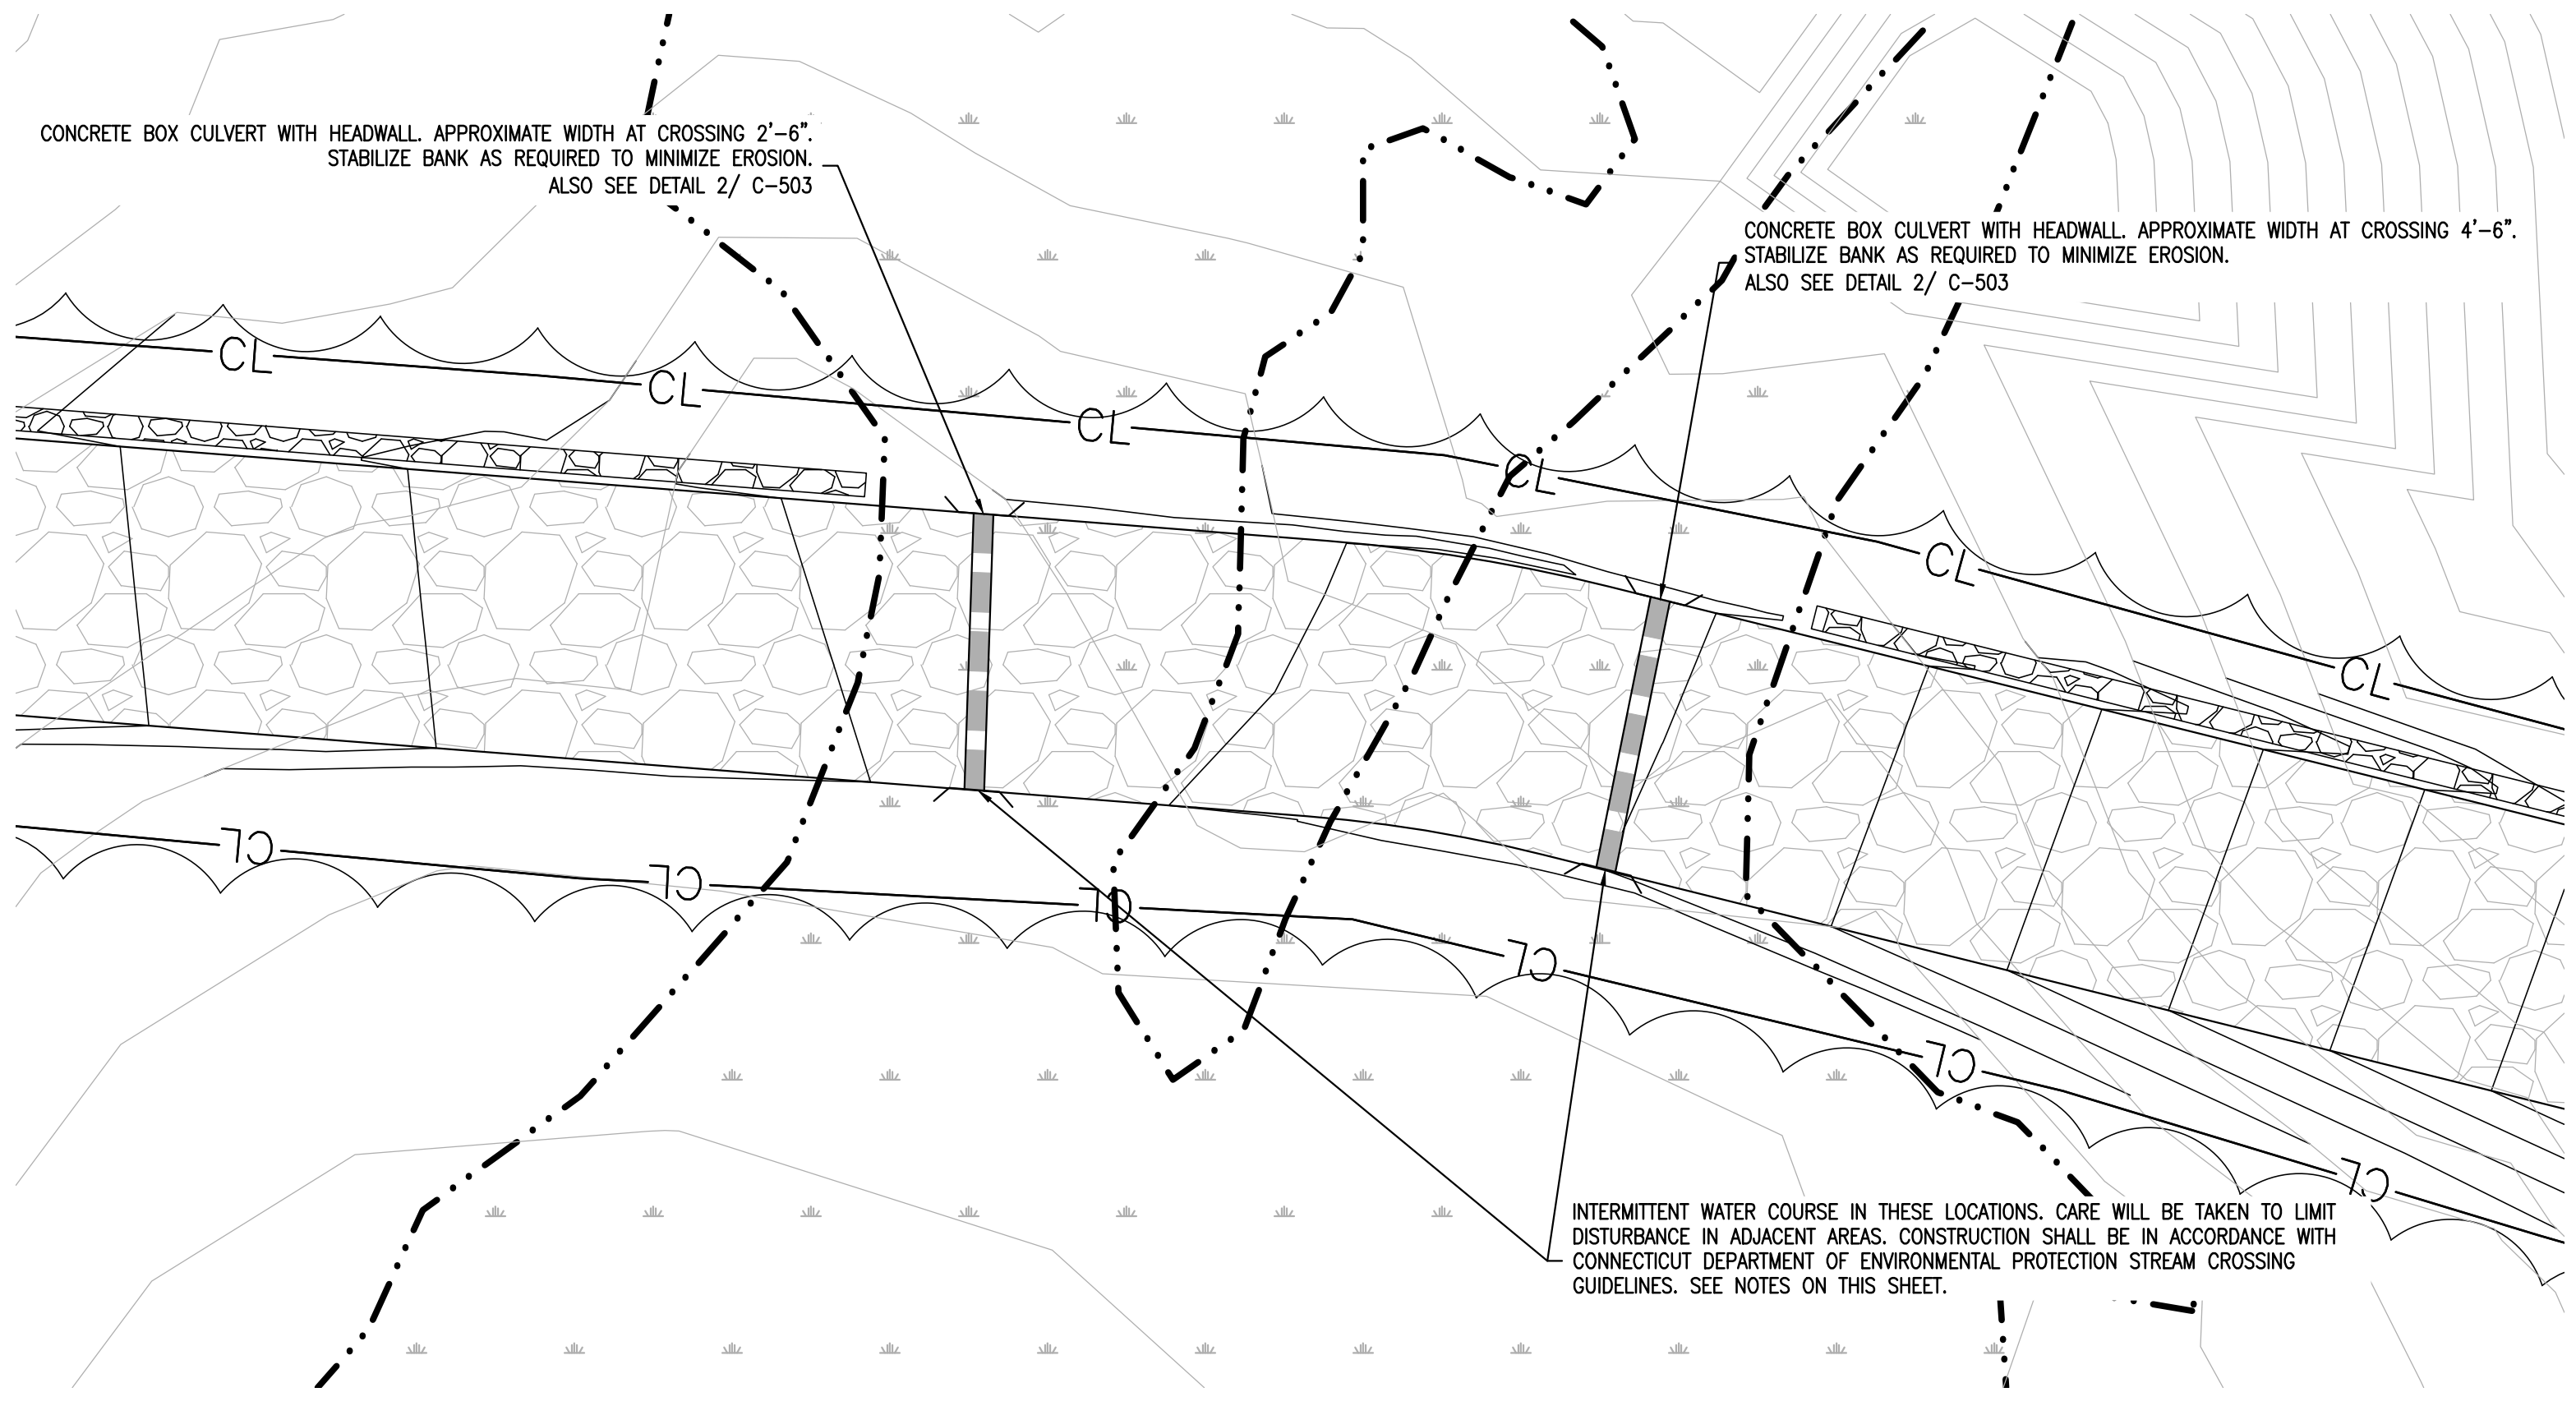 CONCRETE BOX CULVERT WITH HEADWALL. APPROXIMATE WIDTH AT CROSSING 2'-6".
STABILIZE BANK AS REQUIRED TO MINIMIZE EROSION.
ALSO SEE DETAIL 2/ C-503
CONCRETE BOX CULVERT WITH HEADWALL. APPROXIMATE WIDTH AT CROSSING 4'-6".
STABILIZE BANK AS REQUIRED TO MINIMIZE EROSION.
ALSO SEE DETAIL 2/ C-503
CL
CL
CL
CL
CL
CL
CL
CL
CL
CL
CL
CL
INTERMITTENT WATER COURSE IN THESE LOCATIONS. CARE WILL BE TAKEN TO LIMIT
DISTURBANCE IN ADJACENT AREAS. CONSTRUCTION SHALL BE IN ACCORDANCE WITH
CONNECTICUT DEPARTMENT OF ENVIRONMENTAL PROTECTION STREAM CROSSING
GUIDELINES. SEE NOTES ON THIS SHEET.